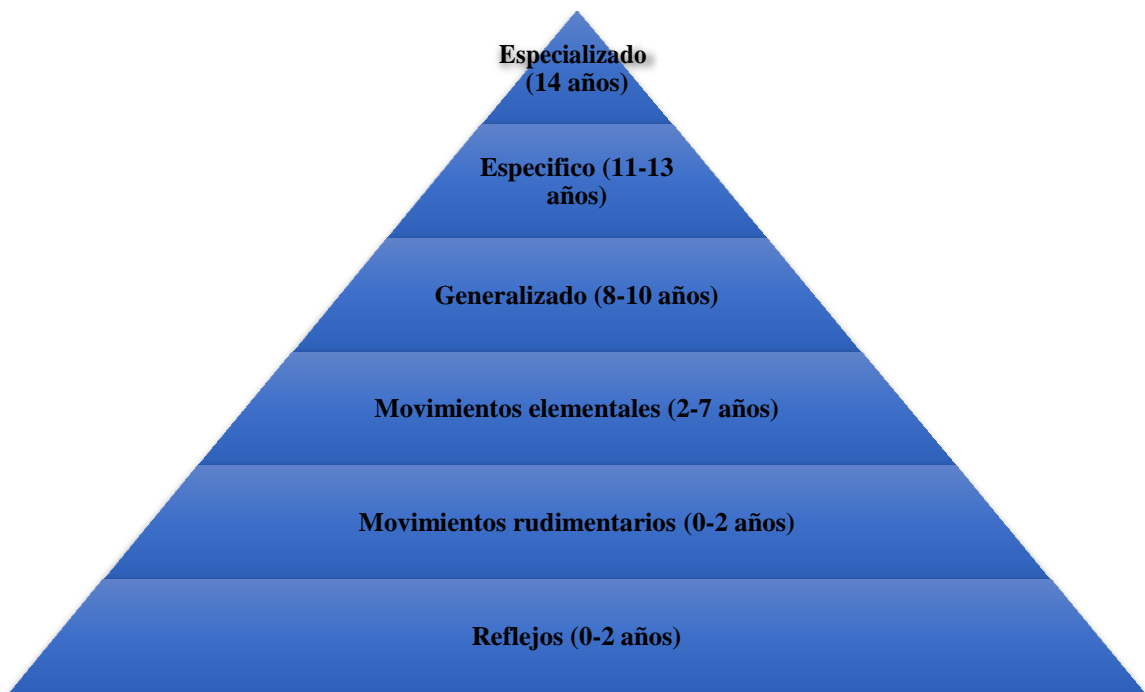 Especializado
(14 años)
Especifico (11-13
años)
Generalizado (8-10 años)
Movimientos elementales (2-7 años)
Movimientos rudimentarios (0-2 años)
Reflejos (0-2 años)